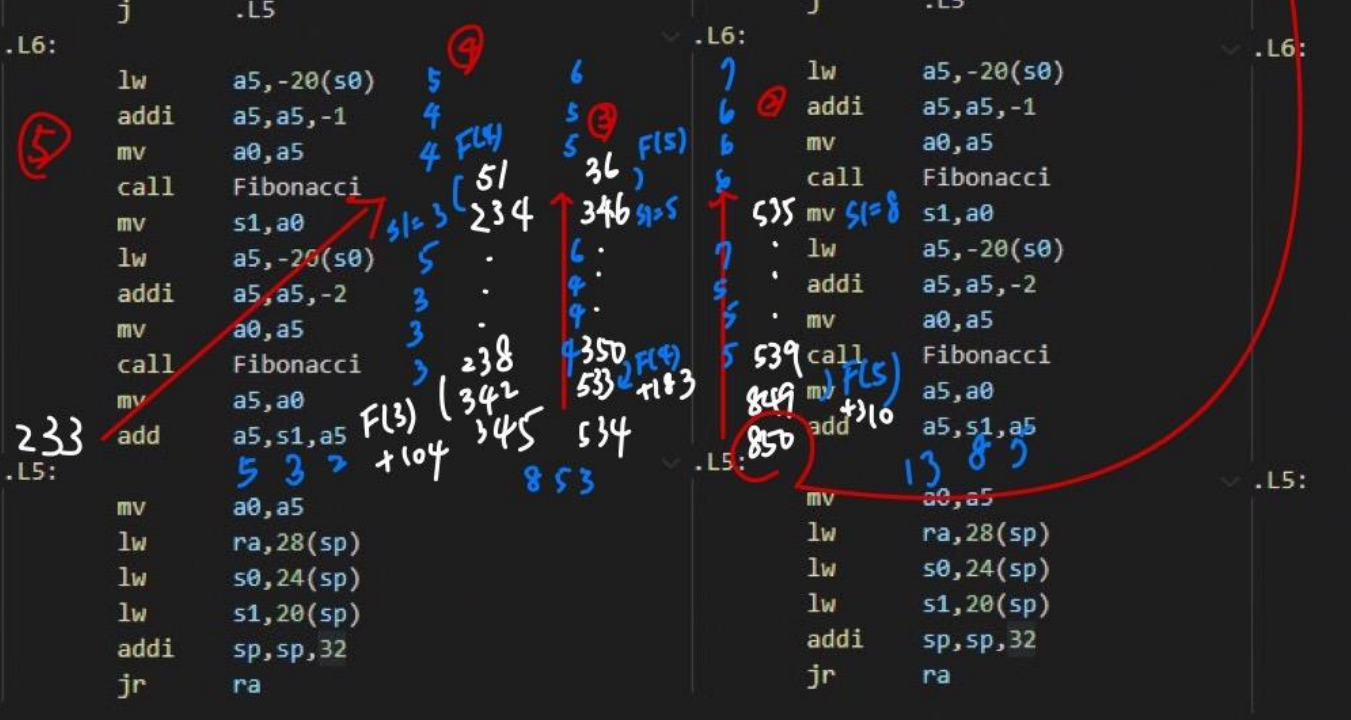 j .L5 j .L5
.L6: ④ .L6: .L6:
lw a5,-20(s0) 5 6 7 lw a5,-20(s0)
addi a5,a5,-1 4 5 ③ 6 ② addi a5,a5,-1
⑤ mv a0,a5 4 F(4) 5 F(5) 6 mv a0,a5
call Fibonacci 51 36 6 call Fibonacci
mv s1,a0 s1=3 234 346 s1=5 535 mv s1=8 s1,a0
lw a5,-20(s0) 5 . 6 . 7 . lw a5,-20(s0)
addi a5,a5,-2 3 . 4 . 5 . addi a5,a5,-2
mv a0,a5 3 . 4 . 5 . mv a0,a5
call Fibonacci 3 238 4 350 F(4) 5 539 call Fibonacci
mv a5,a0 F(3) 342 533 +183 849 mv F(5) a5,a0
233 add a5,s1,a5 +104 345 534 850 add +310 a5,s1,a5
.L5: 5 3 2 8 5 3 .L5: 13 8 5 .L5:
mv a0,a5 mv a0,a5
lw ra,28(sp) lw ra,28(sp)
lw s0,24(sp) lw s0,24(sp)
lw s1,20(sp) lw s1,20(sp)
addi sp,sp,32 addi sp,sp,32
jr ra jr ra